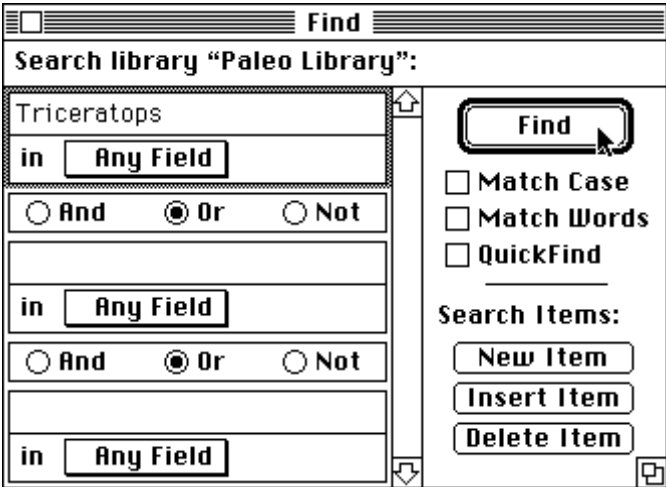 Find
Search library “Paleo Library”:
Triceratops
in Any Field
And Or Not
in Any Field
And Or Not
in Any Field
Find
Match Case
Match Words
QuickFind
Search Items:
New Item
Insert Item
Delete Item